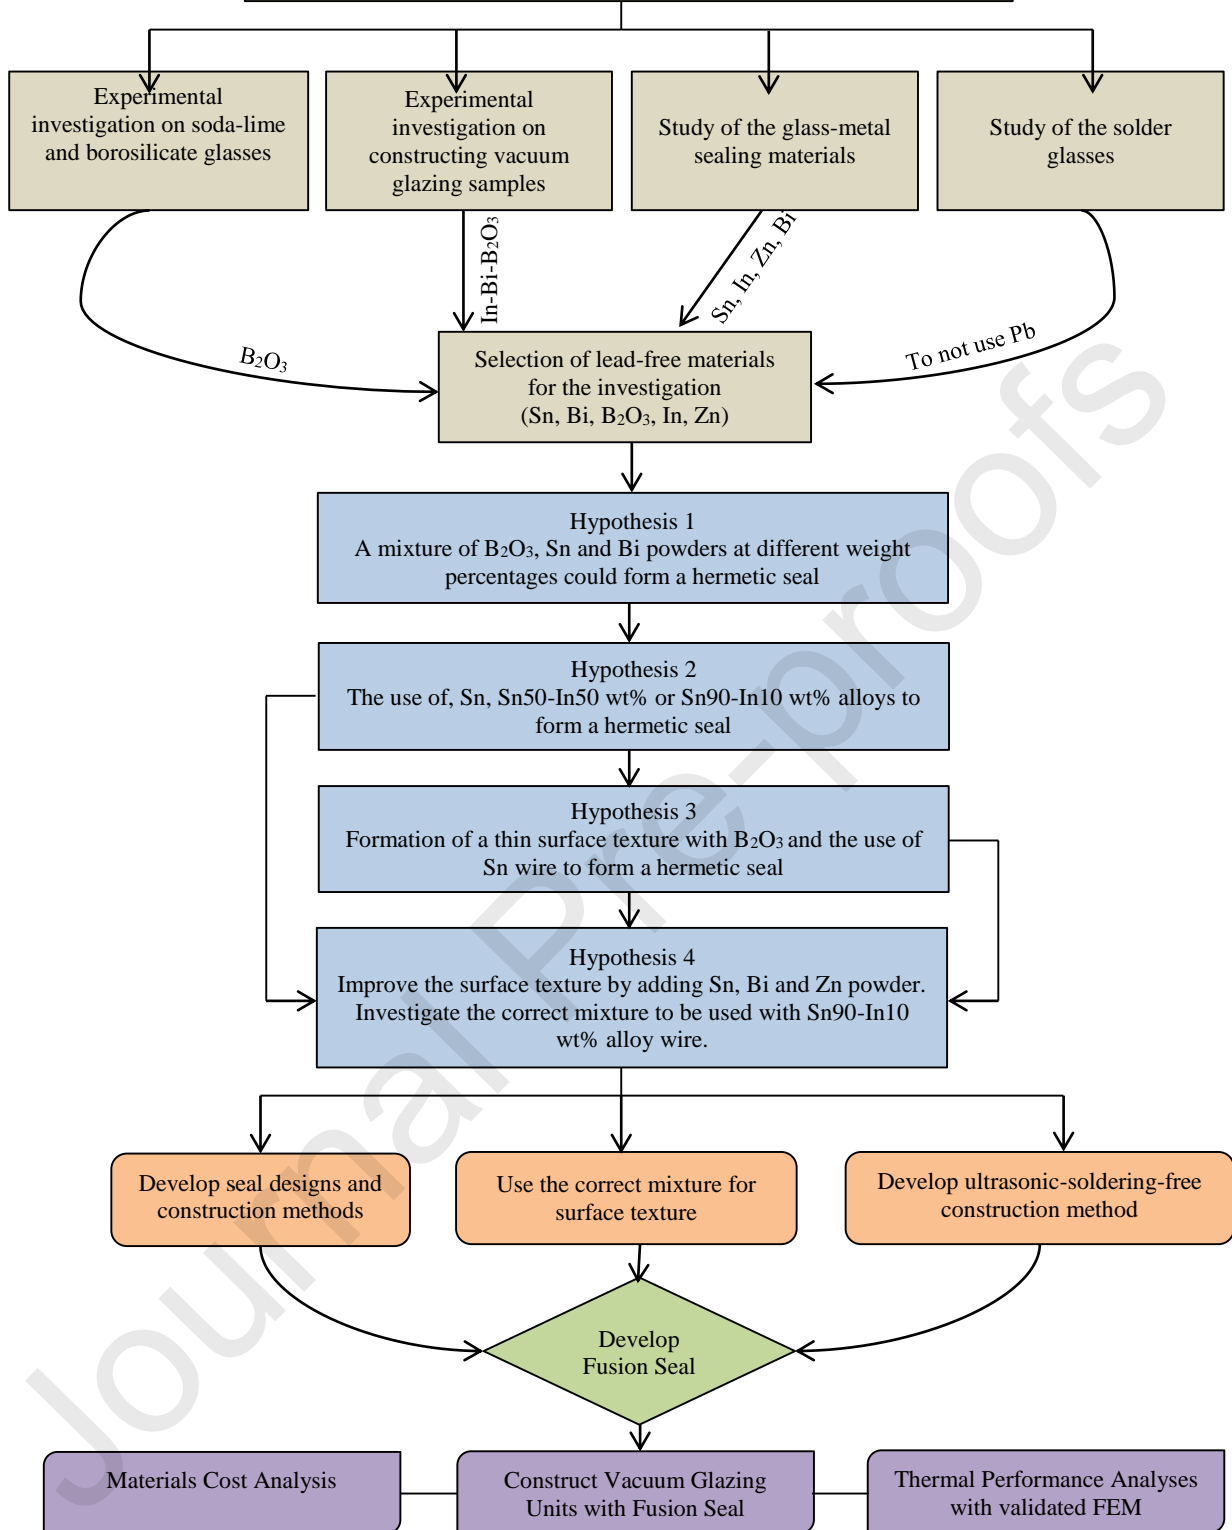 Experimental
investigation on soda-lime
and borosilicate glasses
Experimental
investigation on
constructing vacuum
glazing samples
Study of the glass-metal
sealing materials
Study of the solder
glasses
B₂O₃
In-Bi-B₂O₃
Sn, In, Zn, Bi
To not use Pb
Selection of lead-free materials
for the investigation
(Sn, Bi, B₂O₃, In, Zn)
Hypothesis 1
A mixture of B₂O₃, Sn and Bi powders at different weight
percentages could form a hermetic seal
Hypothesis 2
The use of, Sn, Sn50-In50 wt% or Sn90-In10 wt% alloys to
form a hermetic seal
Hypothesis 3
Formation of a thin surface texture with B₂O₃ and the use of
Sn wire to form a hermetic seal
Hypothesis 4
Improve the surface texture by adding Sn, Bi and Zn powder.
Investigate the correct mixture to be used with Sn90-In10
wt% alloy wire.
Develop seal designs and
construction methods
Use the correct mixture for
surface texture
Develop ultrasonic-soldering-free
construction method
Develop
Fusion Seal
Materials Cost Analysis
Construct Vacuum Glazing
Units with Fusion Seal
Thermal Performance Analyses
with validated FEM
Journal Pre-proofs